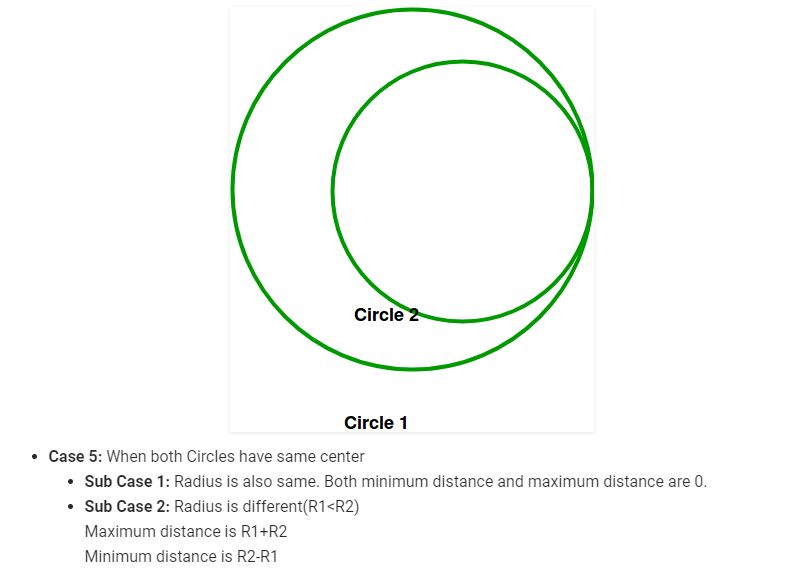 Circle 2
Circle 1
• Case 5: When both Circles have same center
• Sub Case 1: Radius is also same. Both minimum distance and maximum distance are 0.
• Sub Case 2: Radius is different(R1<R2)
Maximum distance is R1+R2
Minimum distance is R2-R1